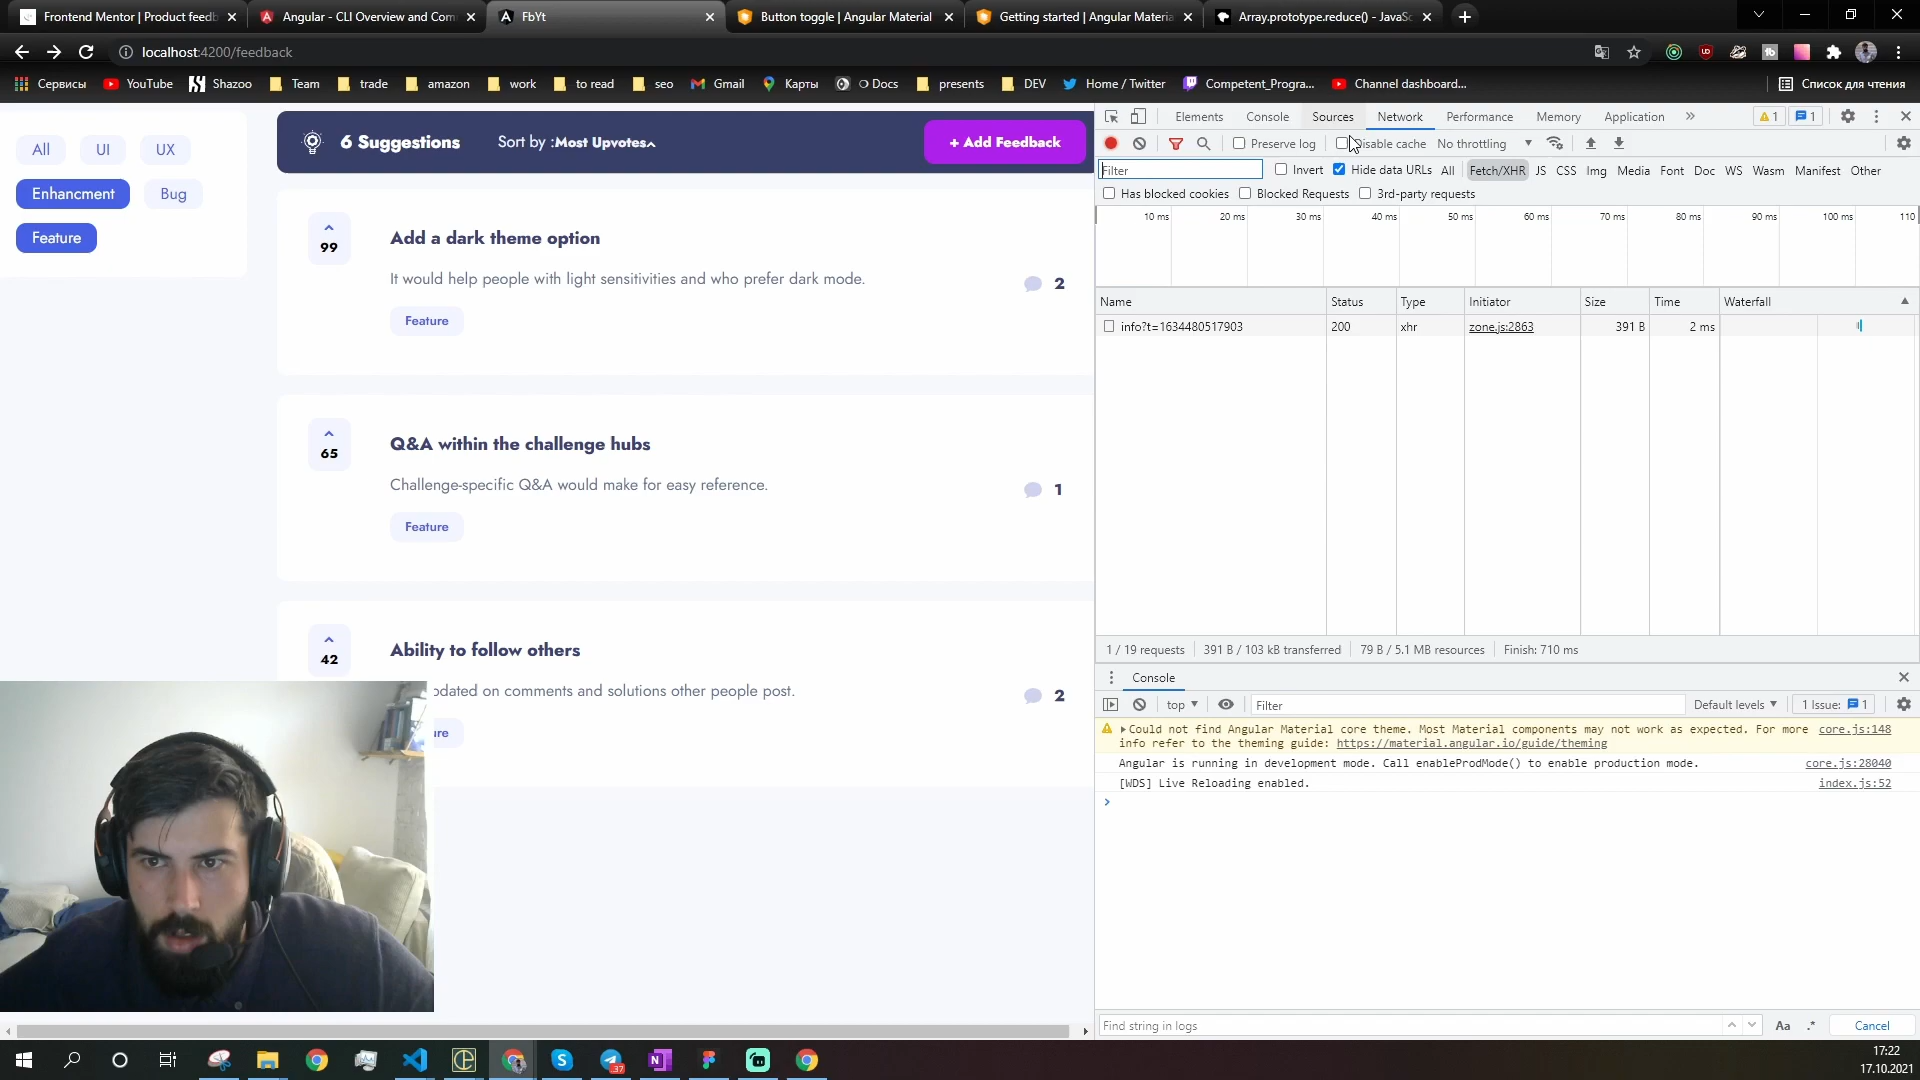 Frontend Mentor | Product feedb
Angular - CLI Overview and Com
FbYt
Button toggle | Angular Material
Getting started | Angular Materia
Array.prototype.reduce() - JavaSc
localhost:4200/feedback
Сервисы
YouTube
Shazoo
Team
trade
amazon
work
to read
seo
Gmail
Карты
Docs
presents
DEV
Home / Twitter
Competent_Progra...
Channel dashboard...
Список для чтения
All
UI
UX
Enhancment
Bug
Feature
6 Suggestions
Sort by :Most Upvotes
+ Add Feedback
99
Add a dark theme option
It would help people with light sensitivities and who prefer dark mode.
2
Feature
65
Q&A within the challenge hubs
Challenge-specific Q&A would make for easy reference.
1
Feature
42
Ability to follow others
dated on comments and solutions other people post.
2
ure
Elements
Console
Sources
Network
Performance
Memory
Application
1
1
Preserve log
Disable cache
No throttling
Filter
Invert
Hide data URLs
All
Fetch/XHR
JS
CSS
Img
Media
Font
Doc
WS
Wasm
Manifest
Other
Has blocked cookies
Blocked Requests
3rd-party requests
10 ms
20 ms
30 ms
40 ms
50 ms
60 ms
70 ms
80 ms
90 ms
100 ms
110
Name
Status
Type
Initiator
Size
Time
Waterfall
info?t=1634480517903
200
xhr
zone.js:2863
391 B
2 ms
1 / 19 requests
391 B / 103 kB transferred
79 B / 5.1 MB resources
Finish: 710 ms
Console
top
Filter
Default levels
1 Issue:
1
Could not find Angular Material core theme. Most Material components may not work as expected. For more
core.js:148
info refer to the theming guide: https://material.angular.io/guide/theming
Angular is running in development mode. Call enableProdMode() to enable production mode.
core.js:28040
[WDS] Live Reloading enabled.
index.js:52
Find string in logs
Aa
.*
Cancel
37
17:22
17.10.2021